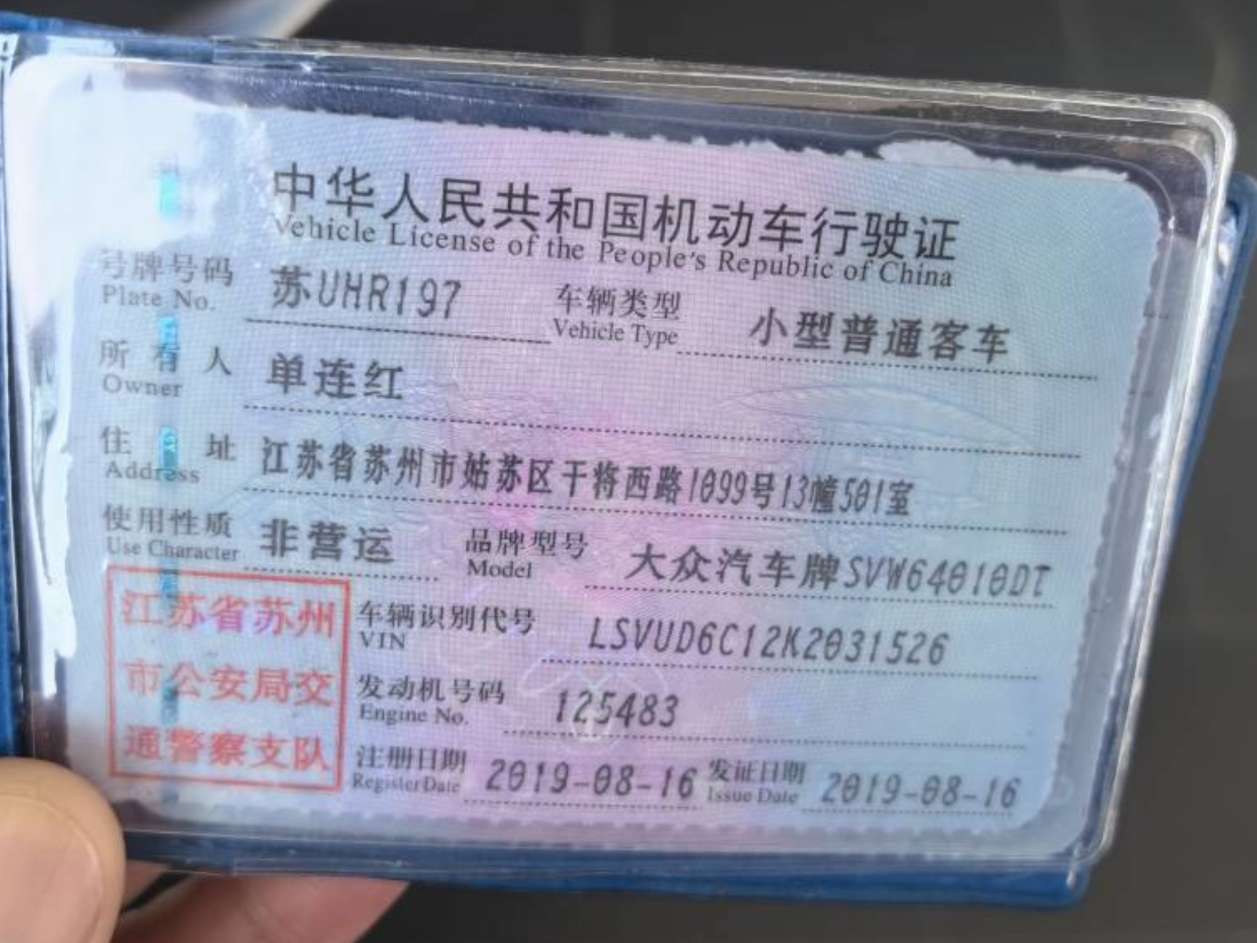 中华人民共和国机动车行驶证
Vehicle License of the People's Republic of China
号牌号码 苏UHR197 车辆类型 小型普通客车
Plate No. Vehicle Type
所有人 单连红
Owner
住址 江苏省苏州市姑苏区干将西路1099号13幢501室
Address
使用性质 非营运 品牌型号 大众汽车牌SVW64010DT
Use Character Model
江苏省苏州
市公安局交
通警察支队
车辆识别代号 LSVUD6C12K2031526
VIN
发动机号码 125483
Engine No.
注册日期 2019-08-16 发证日期 2019-08-16
Register Date Issue Date